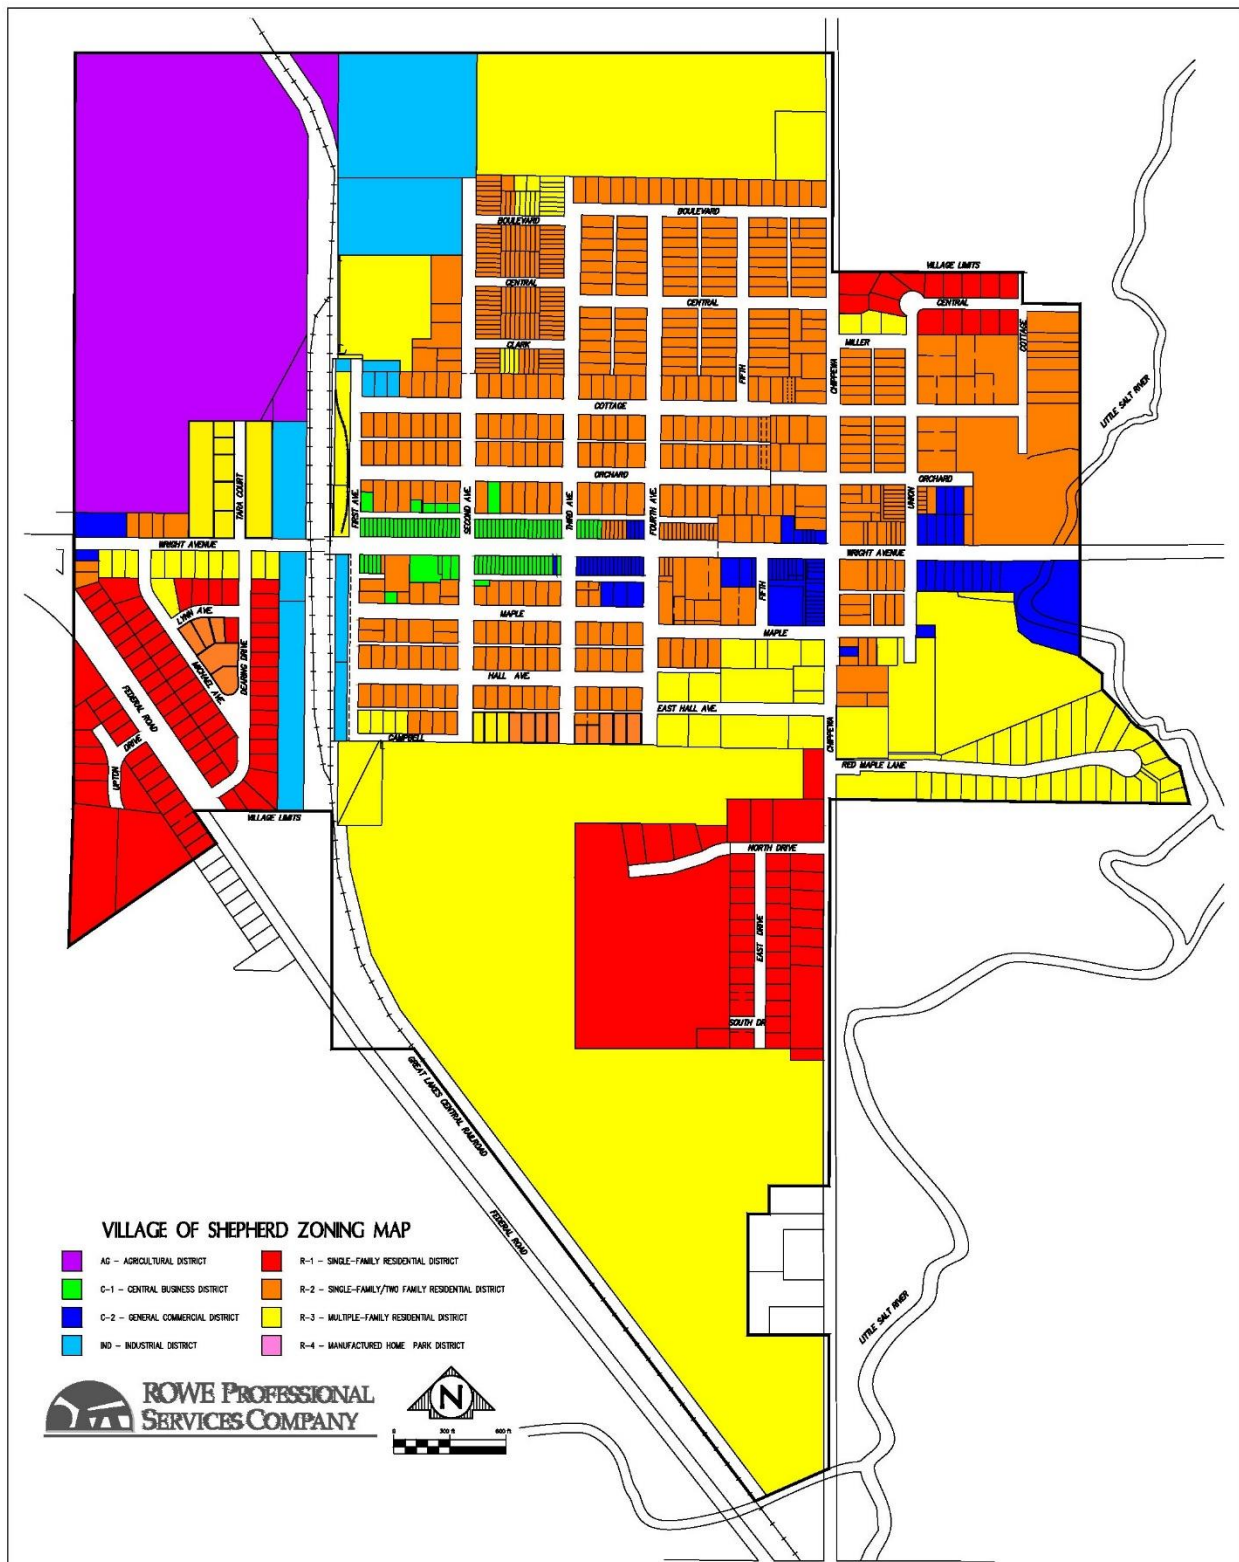 BOULEVARD
BOULEVARD
VILLAGE LIMITS
CENTRAL
CENTRAL
CENTRAL
COTTAGE
CLARK
MILLER
FIFTH
CHIPPEWA
LITTLE SALT RIVER
COTTAGE
ORCHARD
ORCHARD
TARA COURT
FIRST AVE.
SECOND AVE.
THIRD AVE.
FOURTH AVE.
UNION
WRIGHT AVENUE
WRIGHT AVENUE
FIFTH
LYNN AVE.
MAPLE
MAPLE
MICHAEL AVE.
DEARING DRIVE
HALL AVE.
FEDERAL ROAD
EAST HALL AVE.
CAMPBELL
CHIPPEWA
UPTON DRIVE
RED MAPLE LANE
VILLAGE LIMITS
NORTH DRIVE
EAST DRIVE
SOUTH DR
GREAT LAKES CENTRAL RAILROAD
FEDERAL ROAD
LITTLE SALT RIVER
VILLAGE OF SHEPHERD ZONING MAP
AG - AGRICULTURAL DISTRICT
C-1 - CENTRAL BUSINESS DISTRICT
C-2 - GENERAL COMMERCIAL DISTRICT
IND - INDUSTRIAL DISTRICT
R-1 - SINGLE-FAMILY RESIDENTIAL DISTRICT
R-2 - SINGLE-FAMILY/TWO FAMILY RESIDENTIAL DISTRICT
R-3 - MULTIPLE-FAMILY RESIDENTIAL DISTRICT
R-4 - MANUFACTURED HOME PARK DISTRICT
ROWE PROFESSIONAL
SERVICES COMPANY
N
0 300 ft 600 ft